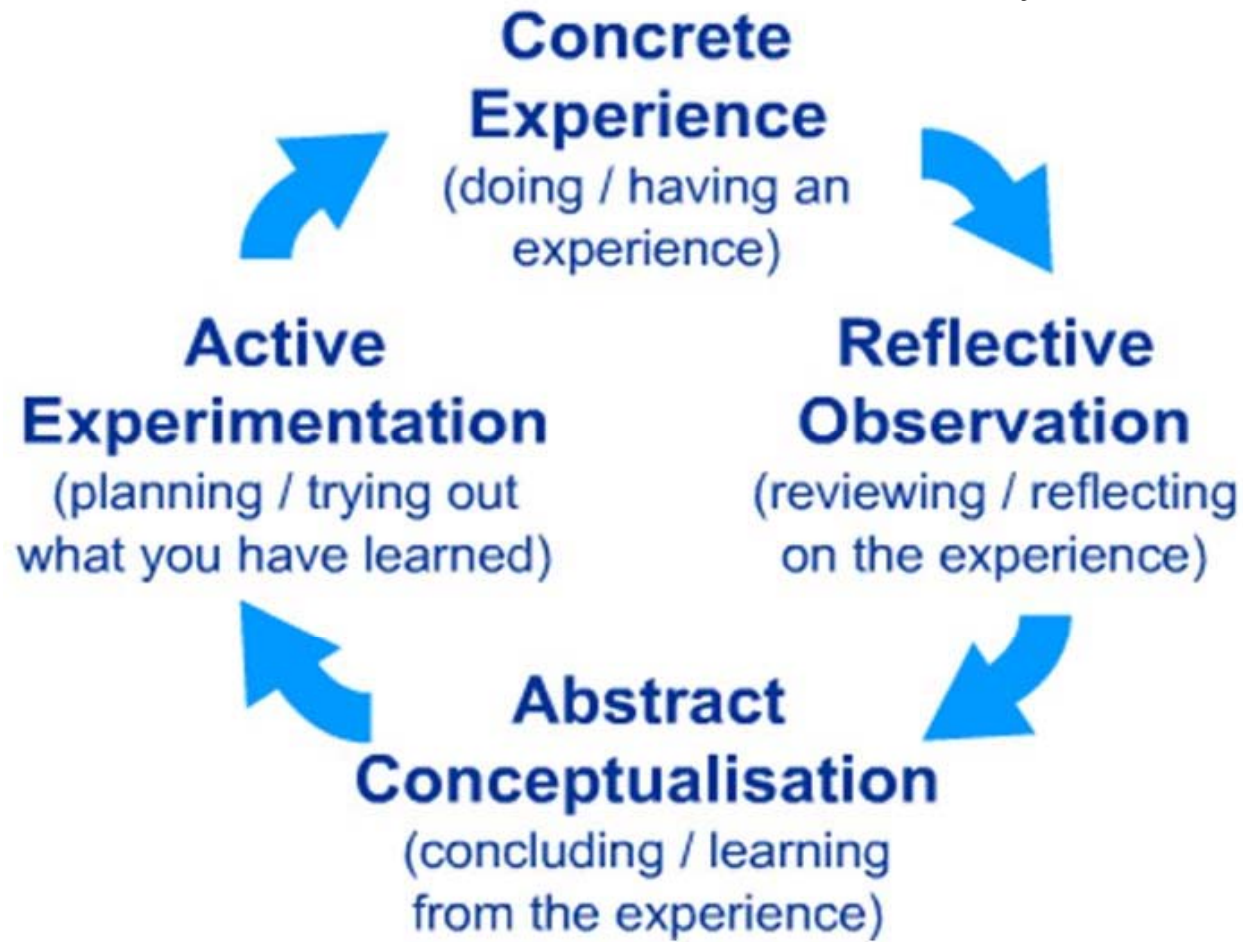 Concrete
Experience
(doing / having an
experience)
Reflective
Observation
(reviewing / reflecting
on the experience)
Abstract
Conceptualisation
(concluding / learning
from the experience)
Active
Experimentation
(planning / trying out
what you have learned)